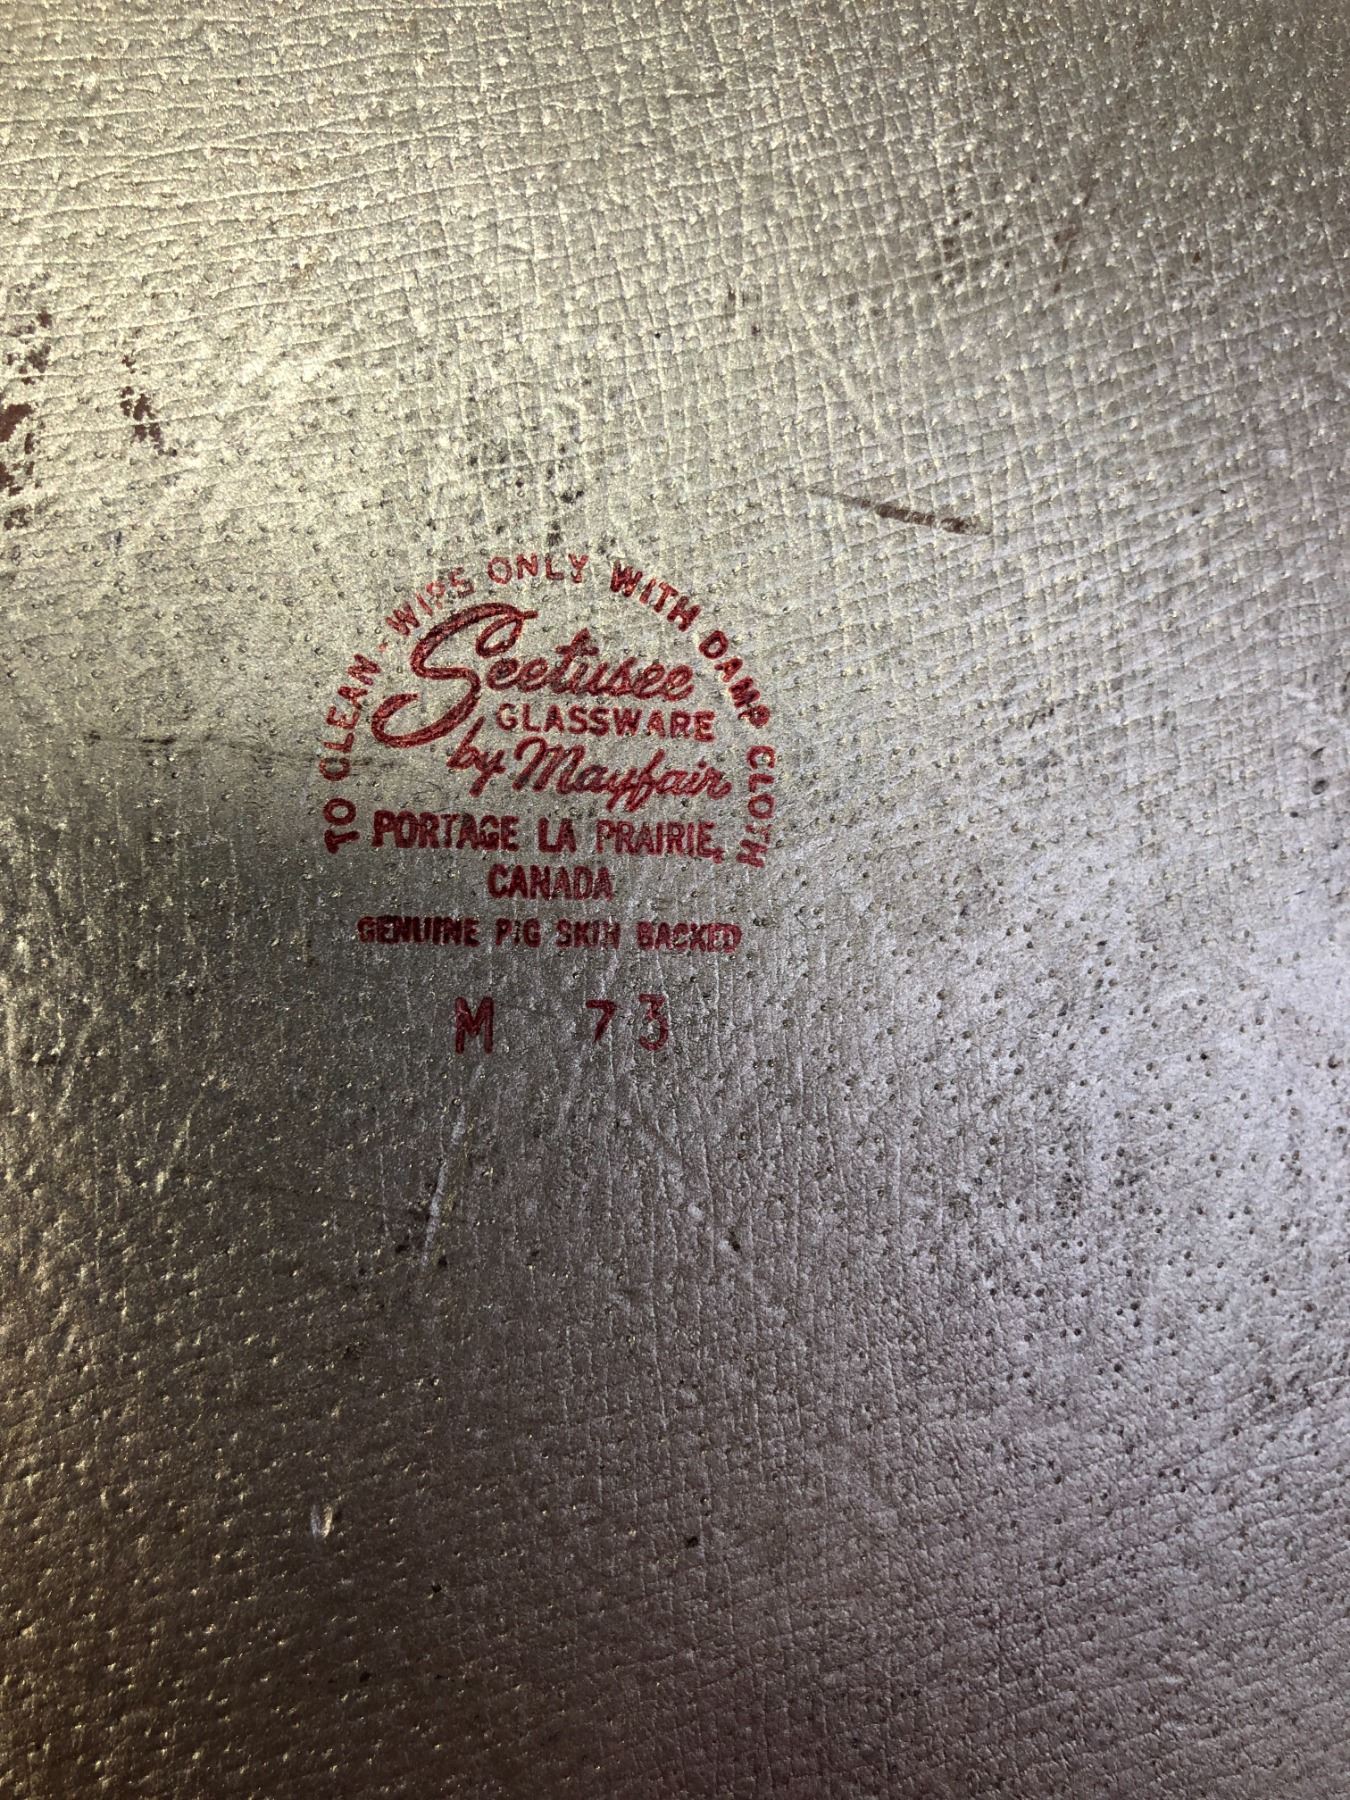 TO CLEAN - WIPE ONLY WITH DAMP CLOTH
Seetusee
GLASSWARE
by Mayfair
PORTAGE LA PRAIRIE,
CANADA
GENUINE PIG SKIN BACKED
M 73